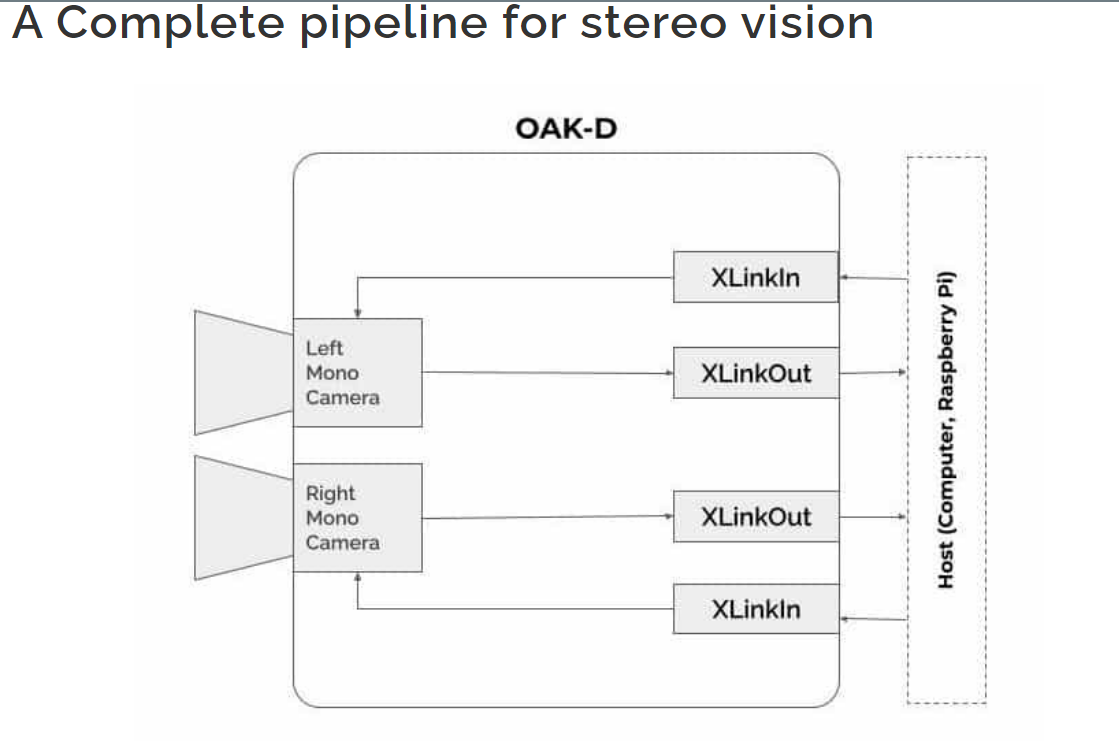 A Complete pipeline for stereo vision
OAK-D
XLinkIn
Left
Mono
Camera
XLinkOut
Right
Mono
Camera
XLinkOut
XLinkIn
Host (Computer, Raspberry Pi)